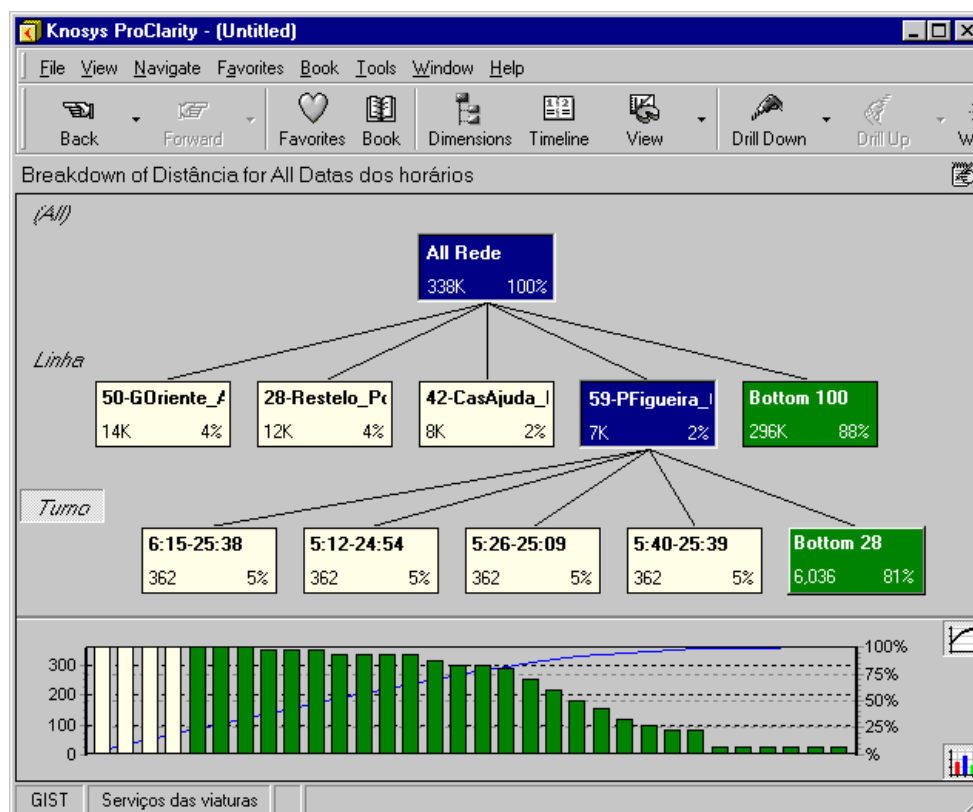 Knosys ProClarity - (Untitled)
File View Navigate Favorites Book Tools Window Help
Back Forward Favorites Book Dimensions Timeline View Drill Down Drill Up W
Breakdown of Distância for All Datas dos horários
(All)
All Rede
338K 100%
Linha
50-GOriente_A 28-Restelo_Po 42-CasAjuda_ 59-PFigueira_ Bottom 100
14K 4% 12K 4% 8K 2% 7K 2% 296K 88%
Turno
6:15-25:38 5:12-24:54 5:26-25:09 5:40-25:39 Bottom 28
362 5% 362 5% 362 5% 362 5% 6,036 81%
300 200 100 0
100% 75% 50% 25% %
GIST Serviços das viaturas